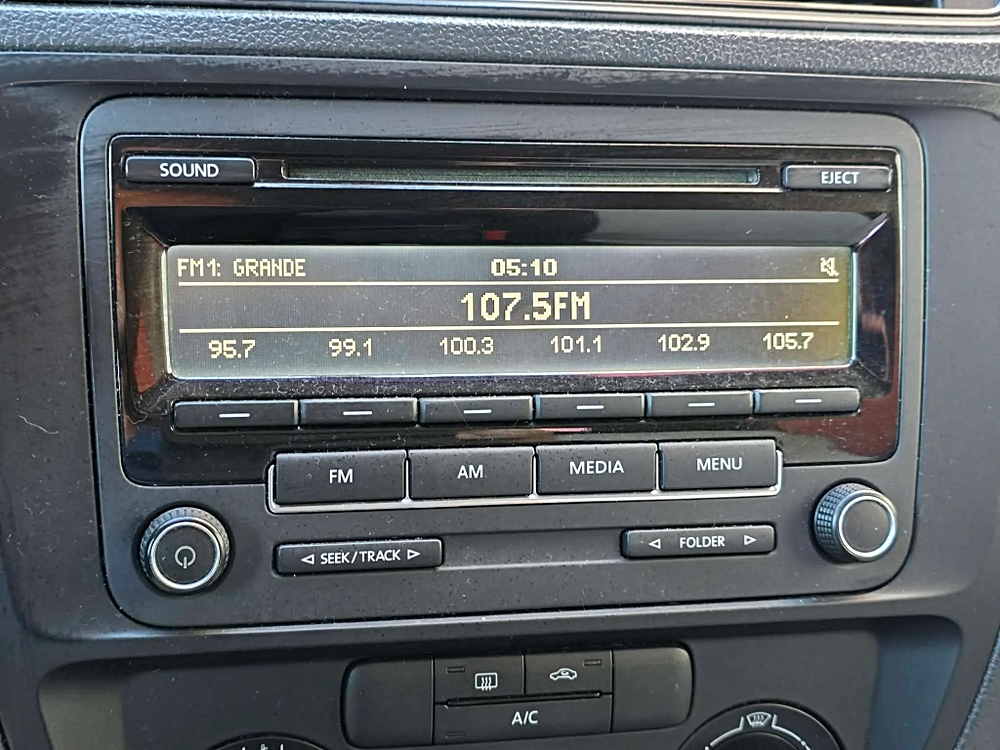 SOUND EJECT
FM1: GRANDE 05:10
107.5FM
95.7 99.1 100.3 101.1 102.9 105.7
FM AM MEDIA MENU
SEEK/TRACK FOLDER
A/C